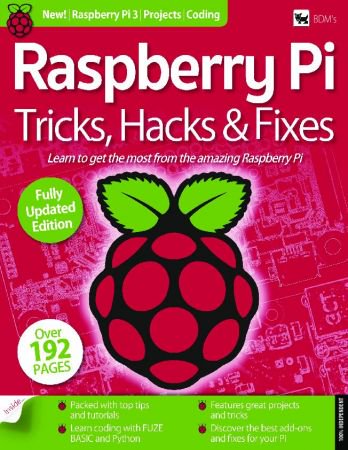 New! | Raspberry Pi 3 | Projects | Coding
BDM's
Raspberry Pi
Tricks, Hacks & Fixes
Learn to get the most from the amazing Raspberry Pi
Fully
Updated
Edition
Over
192
PAGES
Inside...
Packed with top tips
and tutorials
Learn coding with FUZE
BASIC and Python
Features great projects
and tricks
Discover the best add-ons
and fixes for your Pi
100% INDEPENDENT